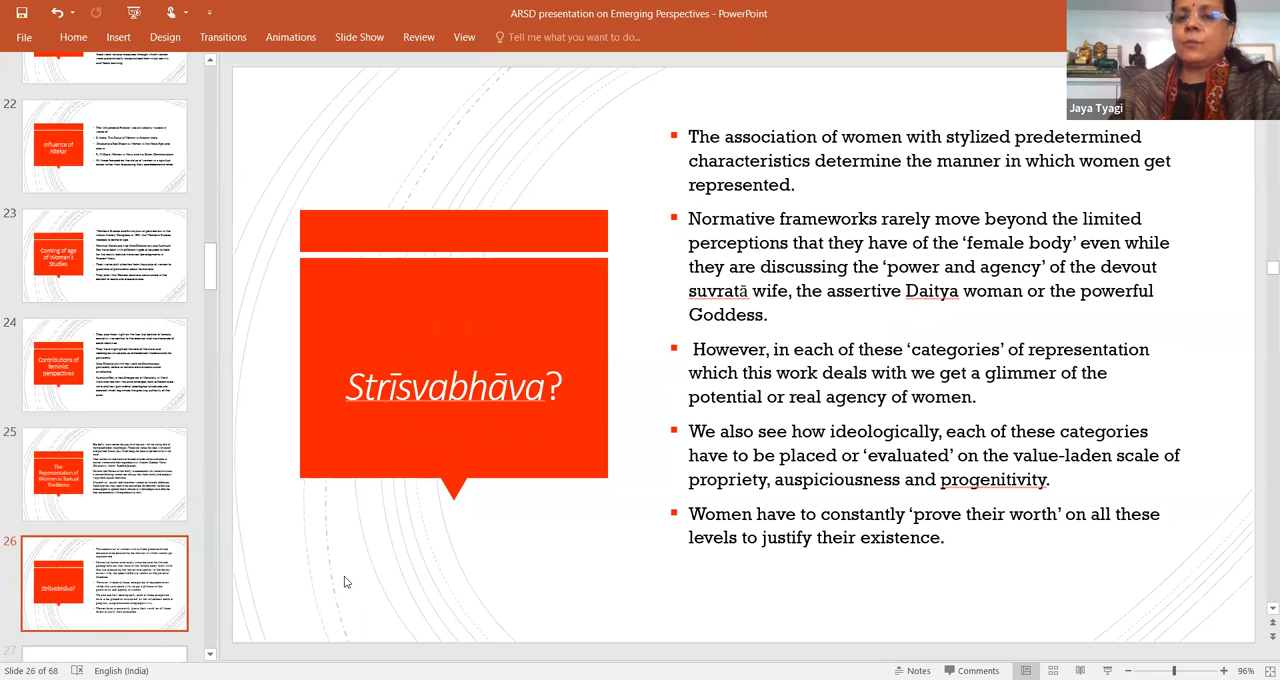 ARSD presentation on Emerging Perspectives - PowerPoint
File Home Insert Design Transitions Animations Slide Show Review View Tell me what you want to do...
Jaya Tyagi
22
Influence of
Altekar
23
Coming of age
of Women's
Studies
24
Contributions of
feminist
perspectives
25
The
Representation of
Women in Textual
Traditions
26
Strīsvabhāva?
27
Strīsvabhāva?
The association of women with stylized predetermined
characteristics determine the manner in which women get
represented.
Normative frameworks rarely move beyond the limited
perceptions that they have of the ‘female body’ even while
they are discussing the ‘power and agency’ of the devout
suvratā wife, the assertive Daitya woman or the powerful
Goddess.
However, in each of these ‘categories’ of representation
which this work deals with we get a glimmer of the
potential or real agency of women.
We also see how ideologically, each of these categories
have to be placed or ‘evaluated’ on the value-laden scale of
propriety, auspiciousness and progenitivity.
Women have to constantly ‘prove their worth’ on all these
levels to justify their existence.
Slide 26 of 68 English (India) Notes Comments 96%